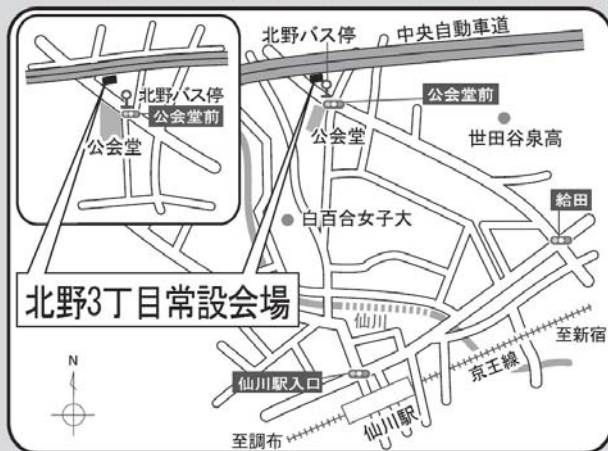 北野バス停
公会堂前
公会堂
北野バス停
中央自動車道
公会堂前
公会堂
世田谷泉高
給田
白百合女子大
北野3丁目常設会場
仙川
至新宿
京王線
仙川駅入口
仙川駅
至調布
N